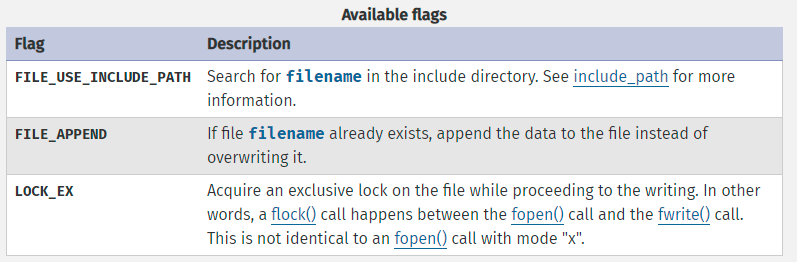 Available flags
Flag Description
FILE_USE_INCLUDE_PATH Search for filename in the include directory. See include_path for more
information.
FILE_APPEND If file filename already exists, append the data to the file instead of
overwriting it.
LOCK_EX Acquire an exclusive lock on the file while proceeding to the writing. In other
words, a flock() call happens between the fopen() call and the fwrite() call.
This is not identical to an fopen() call with mode "x".